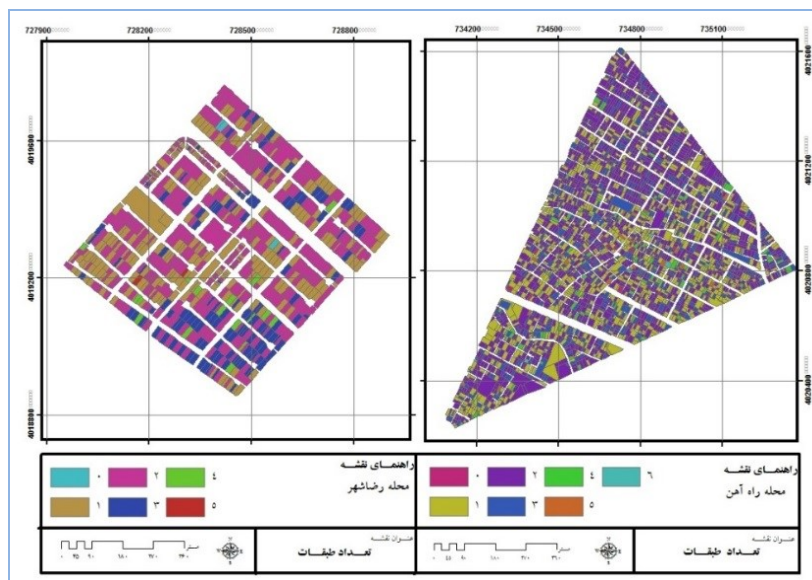 727900 728200 728500 728800
734200 734500 734800 735100
4019600
4019200
4018800
4021600
4021200
4020800
4020400
راهنمای نقشه
محله رضاشهر
۰ ۲ ۴
۱ ۳ ۵
راهنمای نقشه
محله راه آهن
۰ ۲ ۴ ۶
۱ ۳ ۵
عنوان نقشه
تعداد طبقات
متر
۰ ۴۵ ۹۰ ۱۸۰ ۲۷۰ ۳۶۰
عنوان نقشه
تعداد طبقات
متر
۰ ۴۵ ۹۰ ۱۸۰ ۲۷۰ ۳۶۰